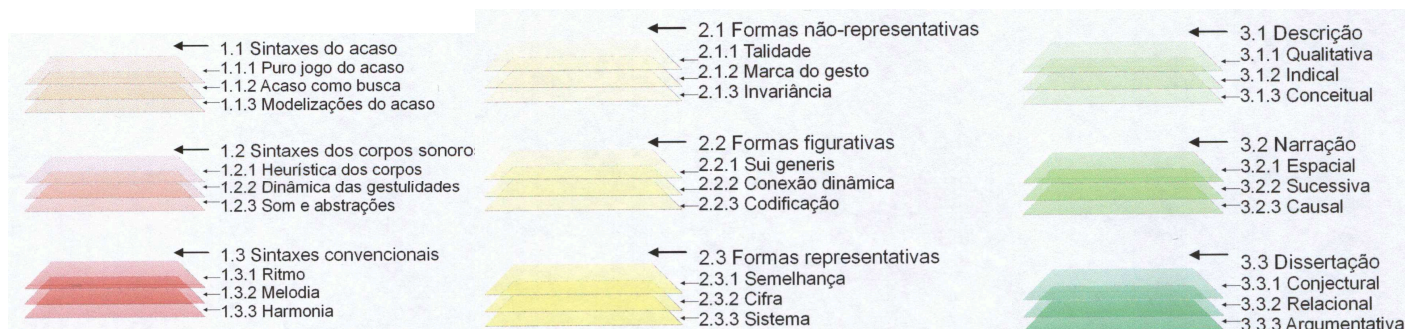 1.1 Sintaxes do acaso
1.1.1 Puro jogo do acaso
1.1.2 Acaso como busca
1.1.3 Modelizações do acaso
1.2 Sintaxes dos corpos sonoros
1.2.1 Heurística dos corpos
1.2.2 Dinâmica das gestulidades
1.2.3 Som e abstrações
1.3 Sintaxes convencionais
1.3.1 Ritmo
1.3.2 Melodia
1.3.3 Harmonia
2.1 Formas não-representativas
2.1.1 Talidade
2.1.2 Marca do gesto
2.1.3 Invariância
2.2 Formas figurativas
2.2.1 Sui generis
2.2.2 Conexão dinâmica
2.2.3 Codificação
2.3 Formas representativas
2.3.1 Semelhança
2.3.2 Cifra
2.3.3 Sistema
3.1 Descrição
3.1.1 Qualitativa
3.1.2 Indical
3.1.3 Conceitual
3.2 Narração
3.2.1 Espacial
3.2.2 Sucessiva
3.2.3 Causal
3.3 Dissertação
3.3.1 Conjectural
3.3.2 Relacional
3.3.3 Argumentativa